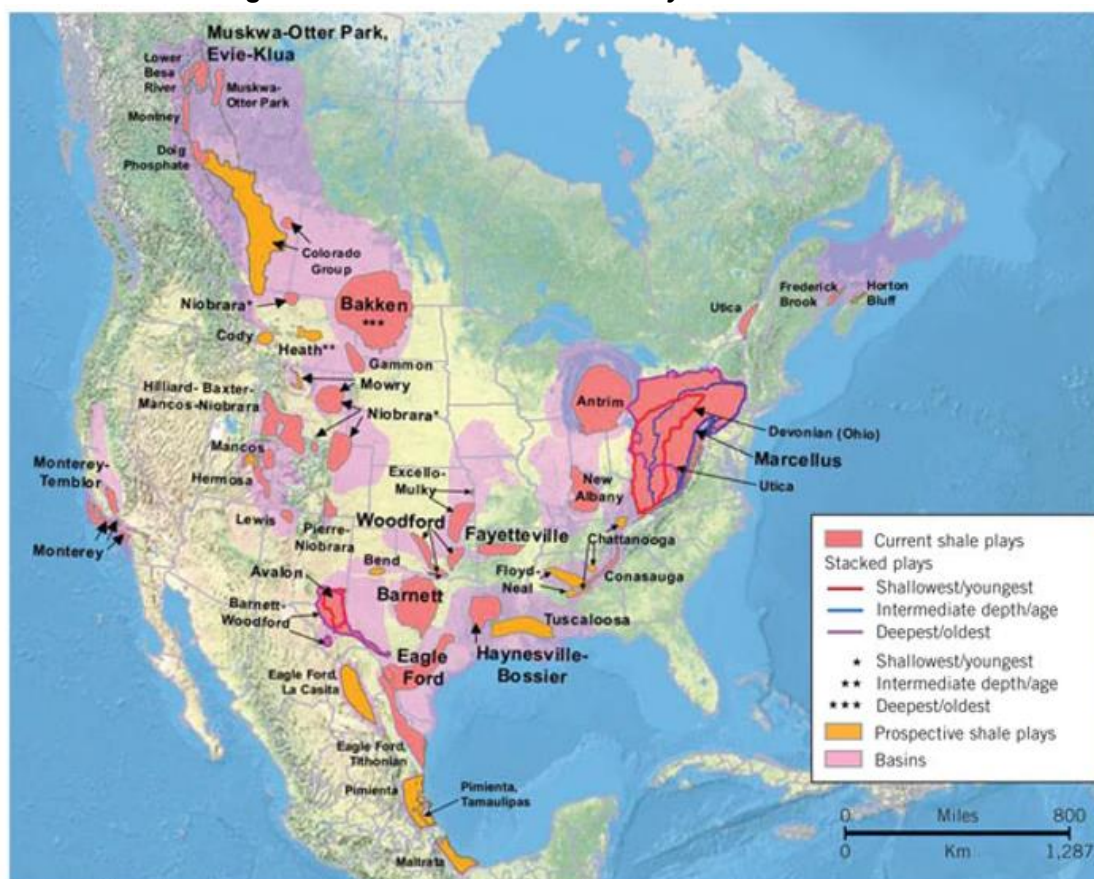 Muskwa-Otter Park,
Evie-Klua
Lower
Besa
River
Muskwa-
Otter Park
Montney
Doig
Phosphate
Colorado
Group
Niobrara*
Bakken
***
Cody
Heath**
Gammon
Mowry
Hilliard- Baxter-
Mancos-Niobrara
Niobrara*
Mancos
Hermosa
Monterey-
Temblor
Monterey
Lewis
Pierre-
Niobrara
Excello-
Mulky
Woodford
Fayetteville
Bend
Avalon
Barnett-
Woodford
Barnett
Eagle
Ford
Haynesville-
Bossier
Tuscaloosa
Floyd-
Neal
Chattanooga
Conasauga
New
Albany
Antrim
Devonian (Ohio)
Marcellus
Utica
Utica
Frederick
Brook
Horton
Bluff
Eagle Ford,
La Casita
Eagle Ford,
Tithonian
Pimienta
Pimienta,
Tamaulipas
Maltrata
Current shale plays
Stacked plays
Shallowest/youngest
Intermediate depth/age
Deepest/oldest
* Shallowest/youngest
** Intermediate depth/age
*** Deepest/oldest
Prospective shale plays
Basins
0 Miles 800
0 Km 1,287